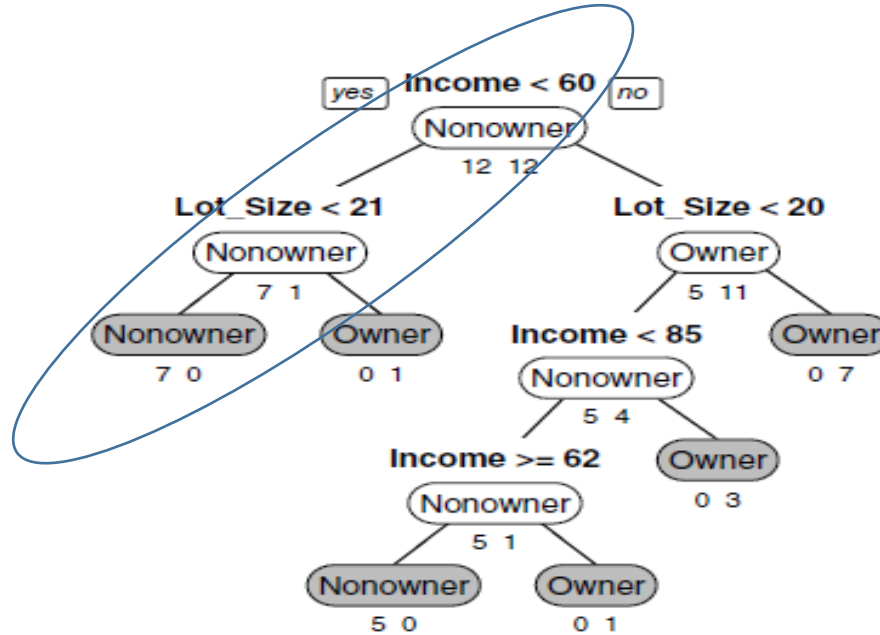 yes Income < 60 no
Nonowner
12 12
Lot_Size < 21 Lot_Size < 20
Nonowner Owner
7 1 5 11
Nonowner Owner Income < 85 Owner
7 0 0 1 Nonowner 0 7
5 4
Income >= 62 Owner
Nonowner 0 3
5 1
Nonowner Owner
5 0 0 1